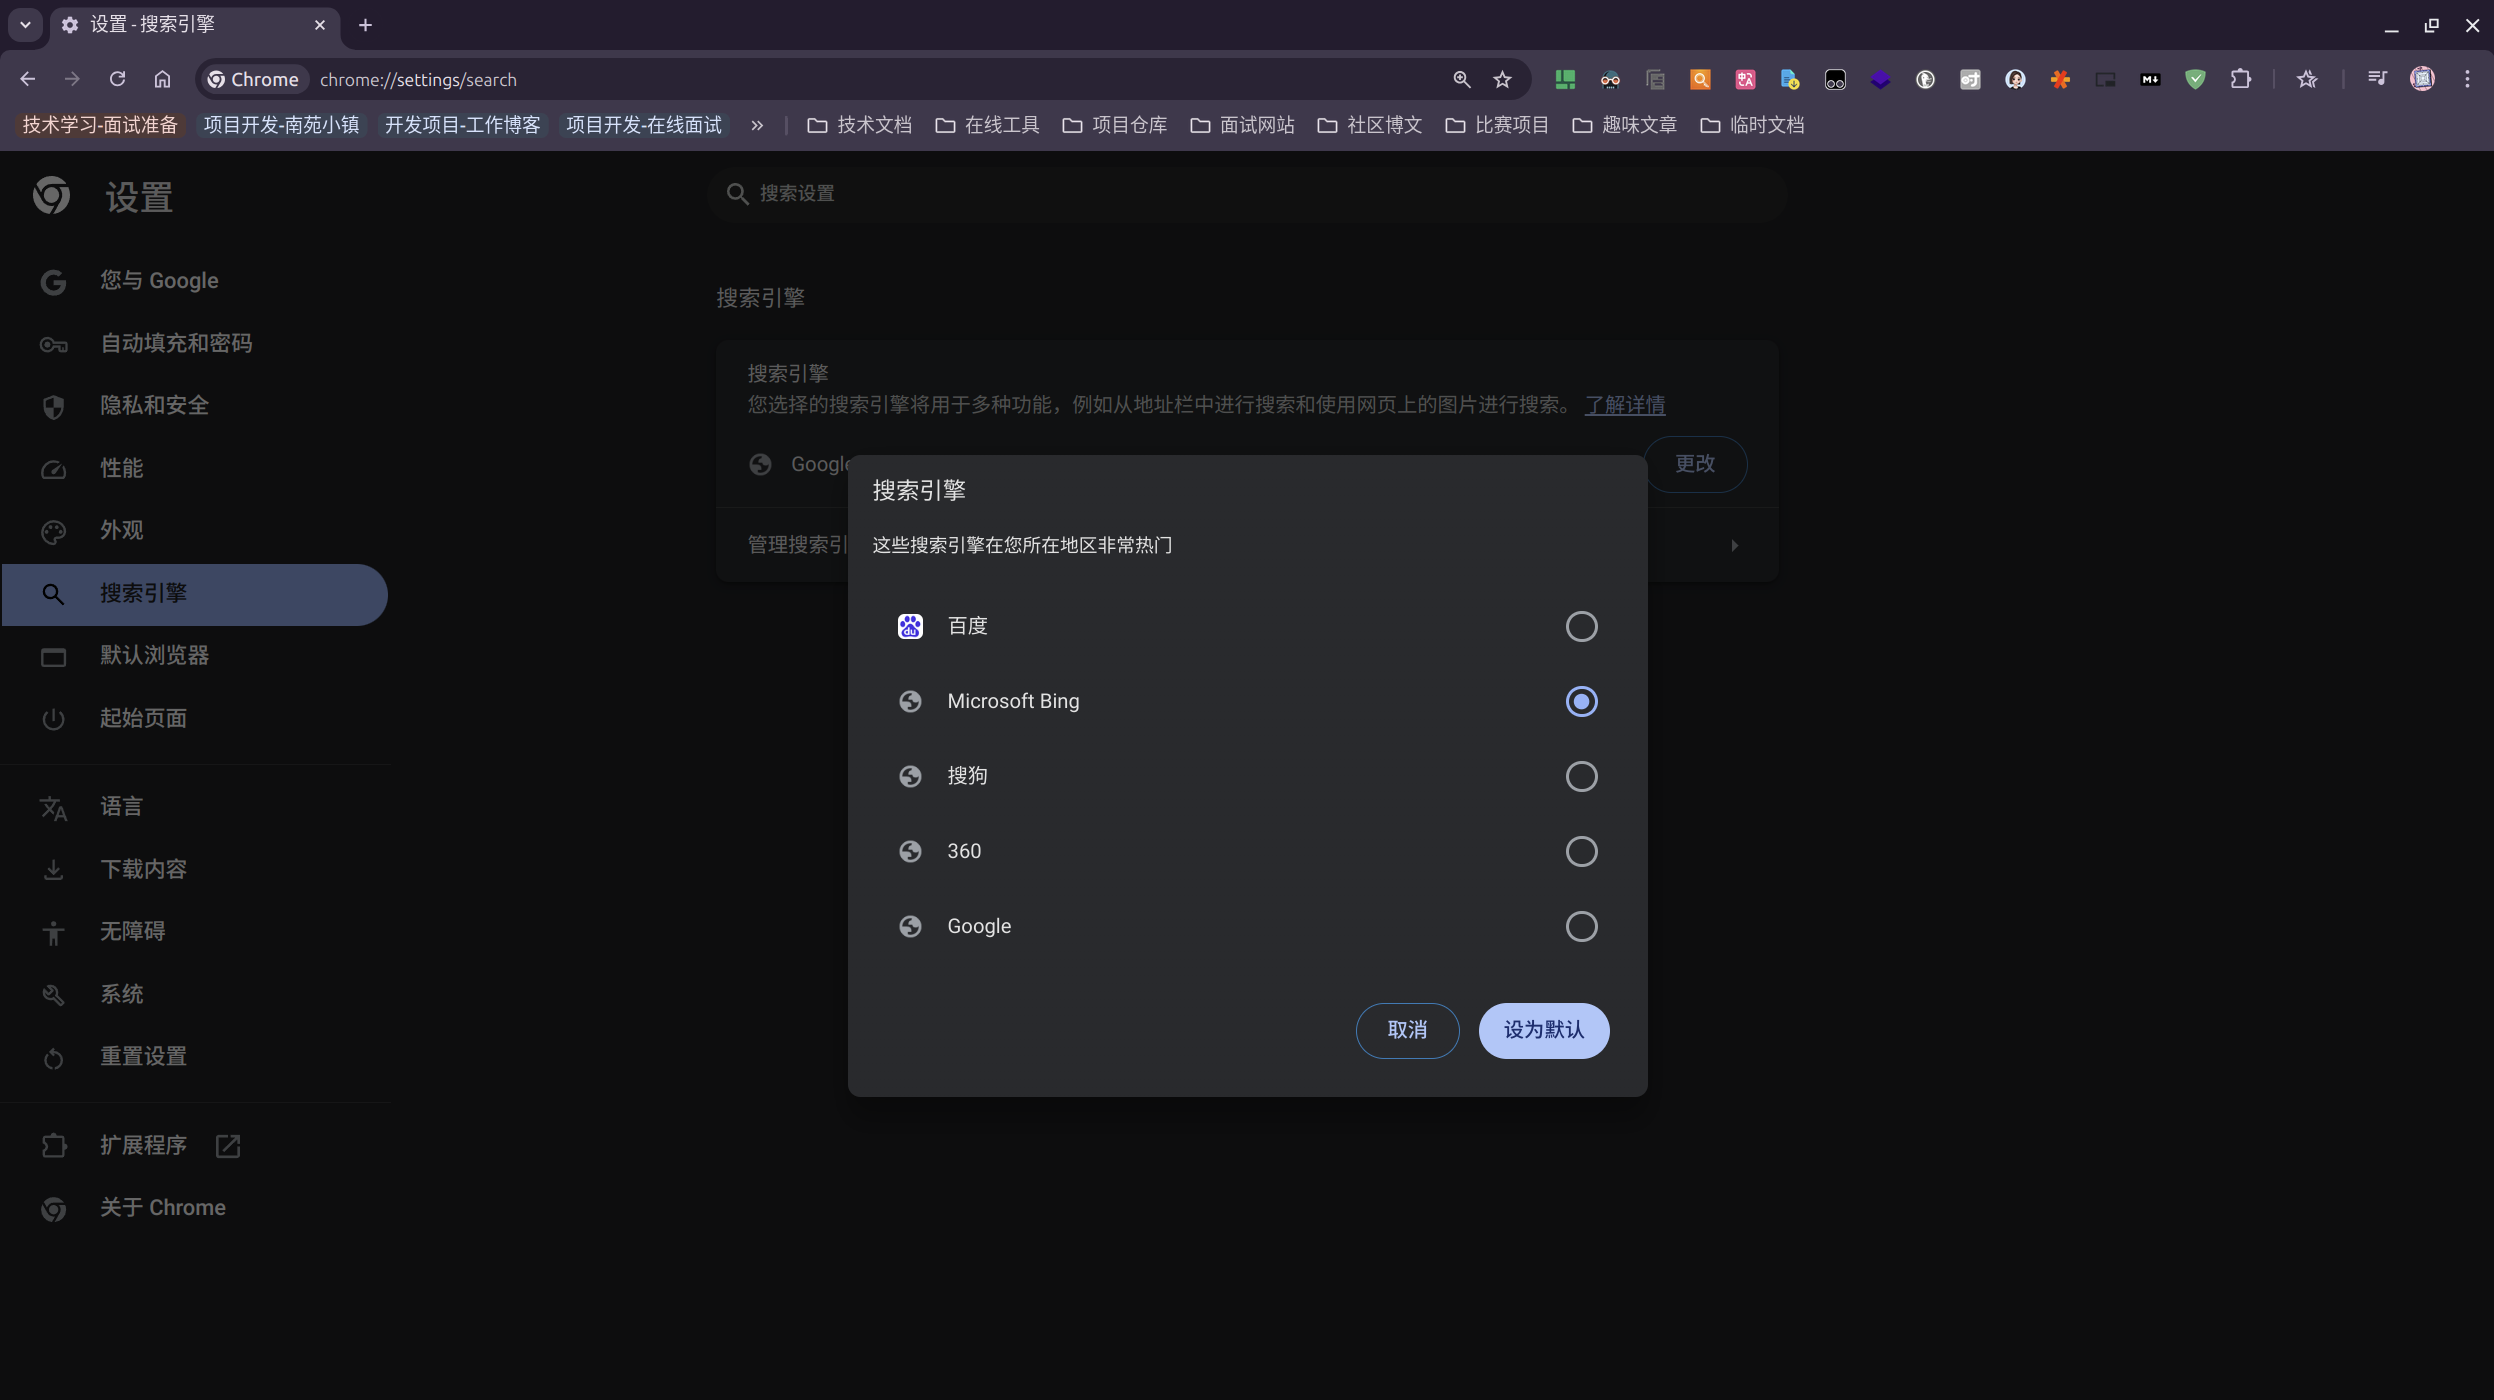 设置 - 搜索引擎
Chrome chrome://settings/search
技术学习-面试准备 项目开发-南苑小镇 开发项目-工作博客 项目开发-在线面试 » 技术文档 在线工具 项目仓库 面试网站 社区博文 比赛项目 趣味文章 临时文档
设置
搜索设置
您与 Google
自动填充和密码
隐私和安全
性能
外观
搜索引擎
默认浏览器
起始页面
语言
下载内容
无障碍
系统
重置设置
扩展程序
关于 Chrome
搜索引擎
搜索引擎
您选择的搜索引擎将用于多种功能，例如从地址栏中进行搜索和使用网页上的图片进行搜索。 了解详情
Google
更改
管理搜索引
搜索引擎
这些搜索引擎在您所在地区非常热门
百度
Microsoft Bing
搜狗
360
Google
取消 设为默认